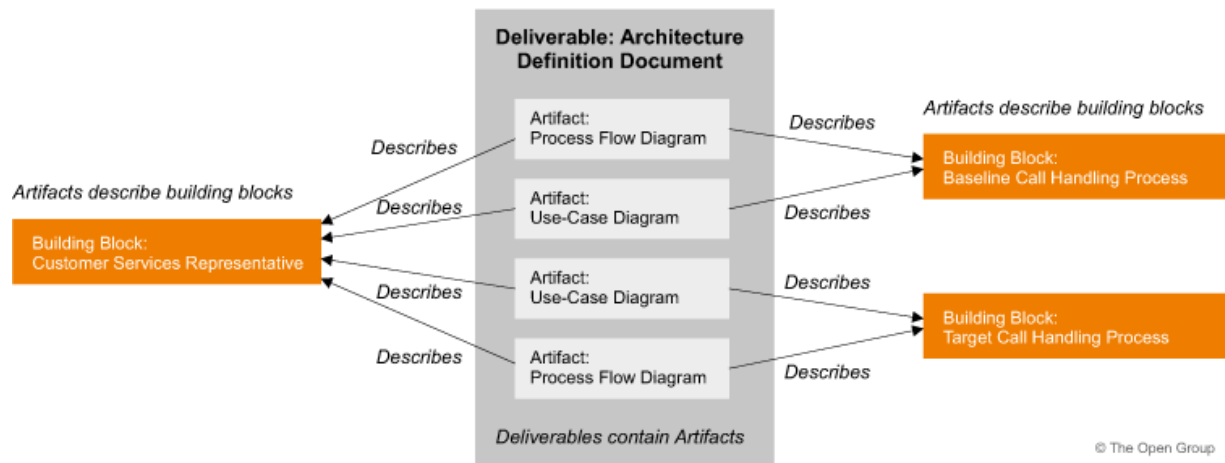 Deliverable: Architecture
Definition Document
Artifact:
Process Flow Diagram
Artifact:
Use-Case Diagram
Artifact:
Use-Case Diagram
Artifact:
Process Flow Diagram
Deliverables contain Artifacts
Describes
Describes
Describes
Describes
Artifacts describe building blocks
Building Block:
Customer Services Representative
Describes
Describes
Describes
Describes
Artifacts describe building blocks
Building Block:
Baseline Call Handling Process
Building Block:
Target Call Handling Process
© The Open Group